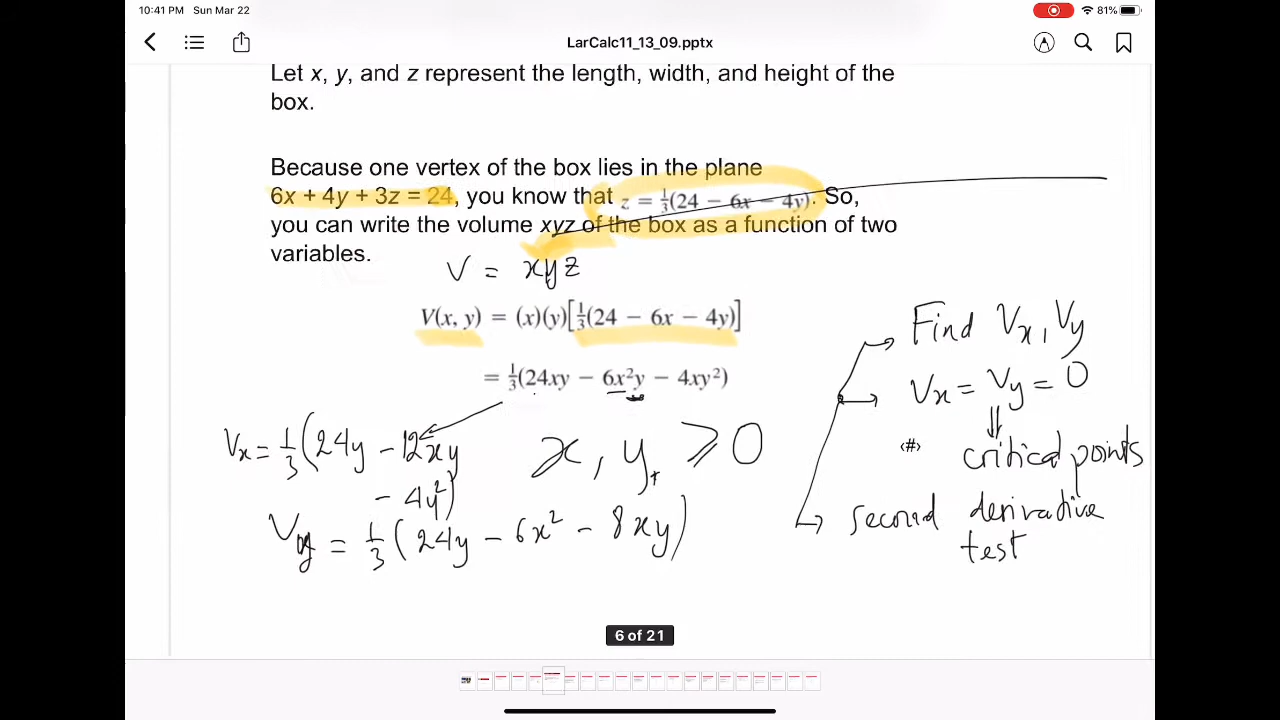 10:41 PM Sun Mar 22
81%
LarCalc11_13_09.pptx
Let x, y, and z represent the length, width, and height of the
box.
Because one vertex of the box lies in the plane
6x + 4y + 3z = 24, you know that z = ⅓(24 − 6x − 4y). So,
you can write the volume xyz of the box as a function of two
variables.
V = xyz
V(x, y) = (x)(y)[⅓(24 − 6x − 4y)]
= ⅓(24xy − 6x²y − 4xy²)
Find Vx, Vy
Vx = Vy = 0
⇓
‹#› critical points
second derivative
test
Vx = ⅓(24y − 12xy
− 4y²)
x, y, ⩾ 0
Vy = ⅓(24y − 6x² − 8xy)
6 of 21